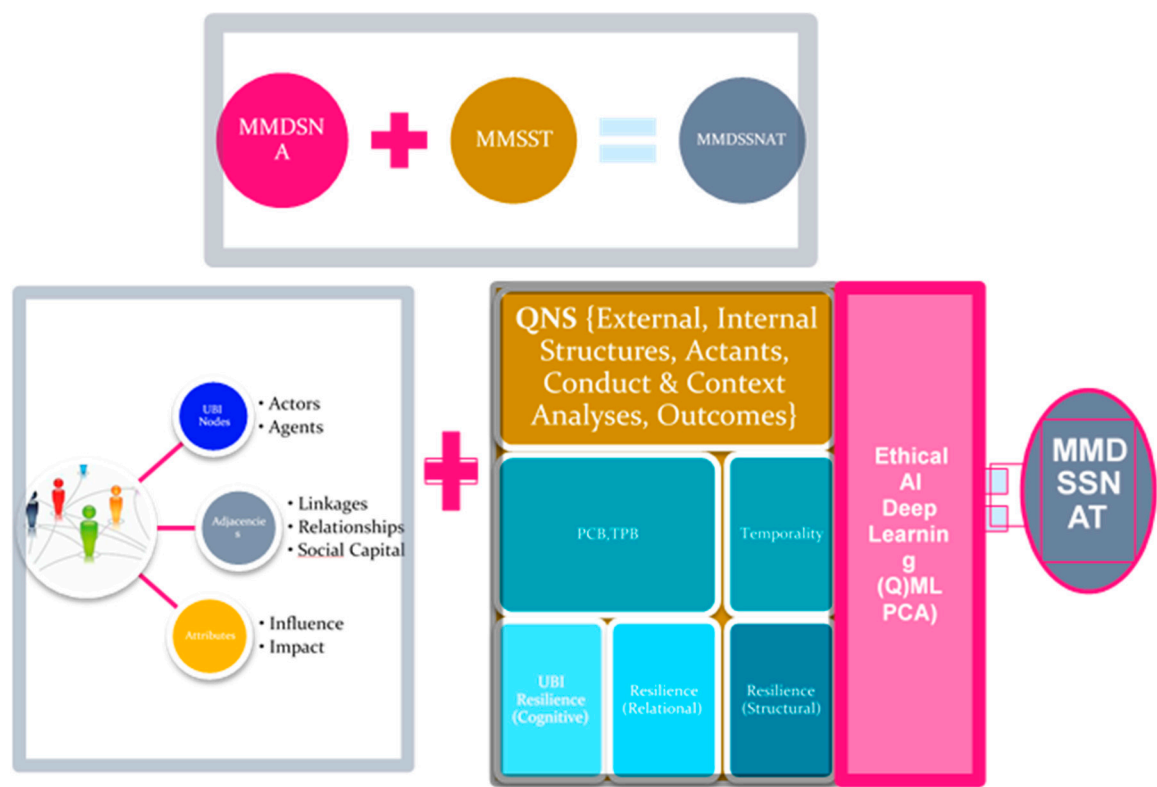 MMDSN
A
MMSST
MMDSSNAT
UBI
Nodes
• Actors
• Agents
Adjacencie
s
• Linkages
• Relationships
• Social Capital
Attributes
• Influence
• Impact
QNS {External, Internal
Structures, Actants,
Conduct & Context
Analyses, Outcomes}
PCB,TPB
Temporality
UBI
Resilience
(Cognitive)
Resilience
(Relational)
Resilience
(Structural)
Ethical
AI
Deep
Learnin
g
(Q)ML
PCA)
MMD
SSN
AT